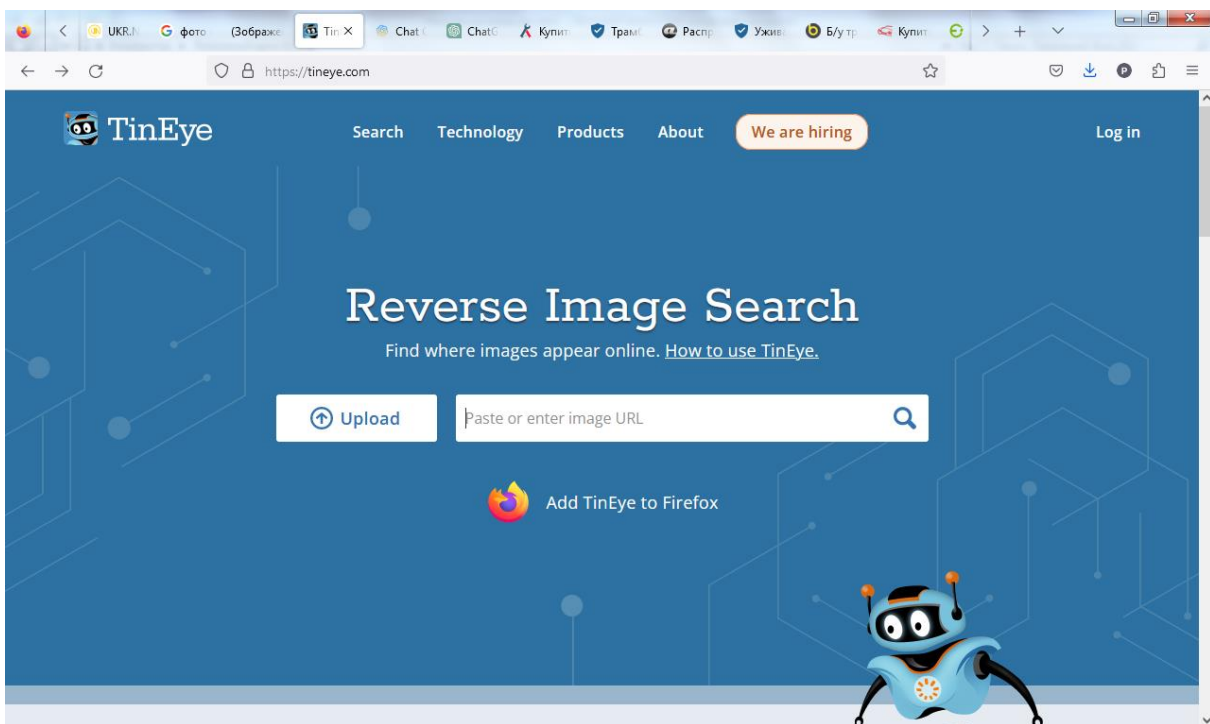 UKR.N фото (Зображе Tin Chat ChatG Купит Трам Распр Ужив Б/у тр Купит
https://tineye.com
TinEye Search Technology Products About We are hiring Log in
Reverse Image Search
Find where images appear online. How to use TinEye.
Upload Paste or enter image URL
Add TinEye to Firefox